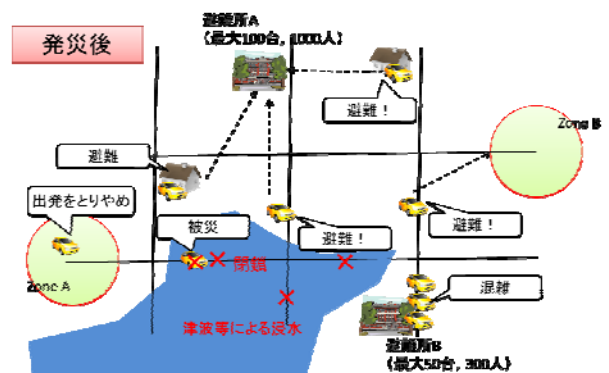 発災後
避難所A
(最大100台, 1000人)
避難！
Zone B
避難
出発をとりやめ
被災
避難！
避難！
閉鎖
Zone A
混雑
津波等による浸水
避難所B
(最大50台, 300人)